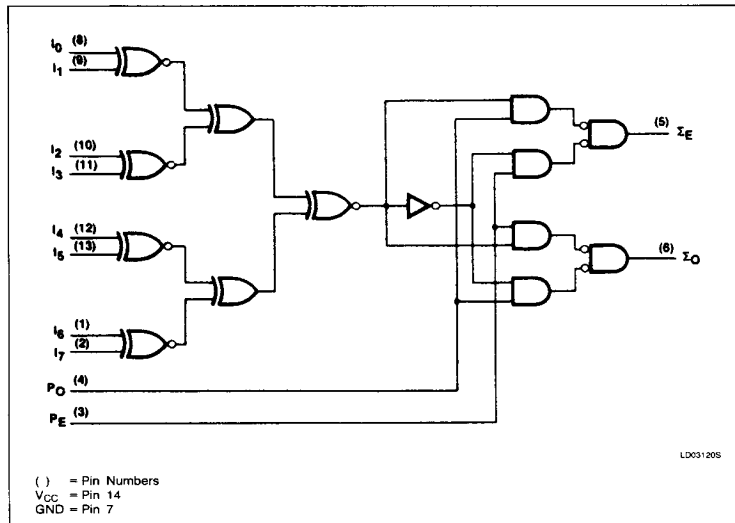 I0 (8)
I1 (9)
I2 (10)
I3 (11)
I4 (12)
I5 (13)
I6 (1)
I7 (2)
PO (4)
PE (3)
(5) ΣE
(6) ΣO
LD03120S
( ) = Pin Numbers
VCC = Pin 14
GND = Pin 7